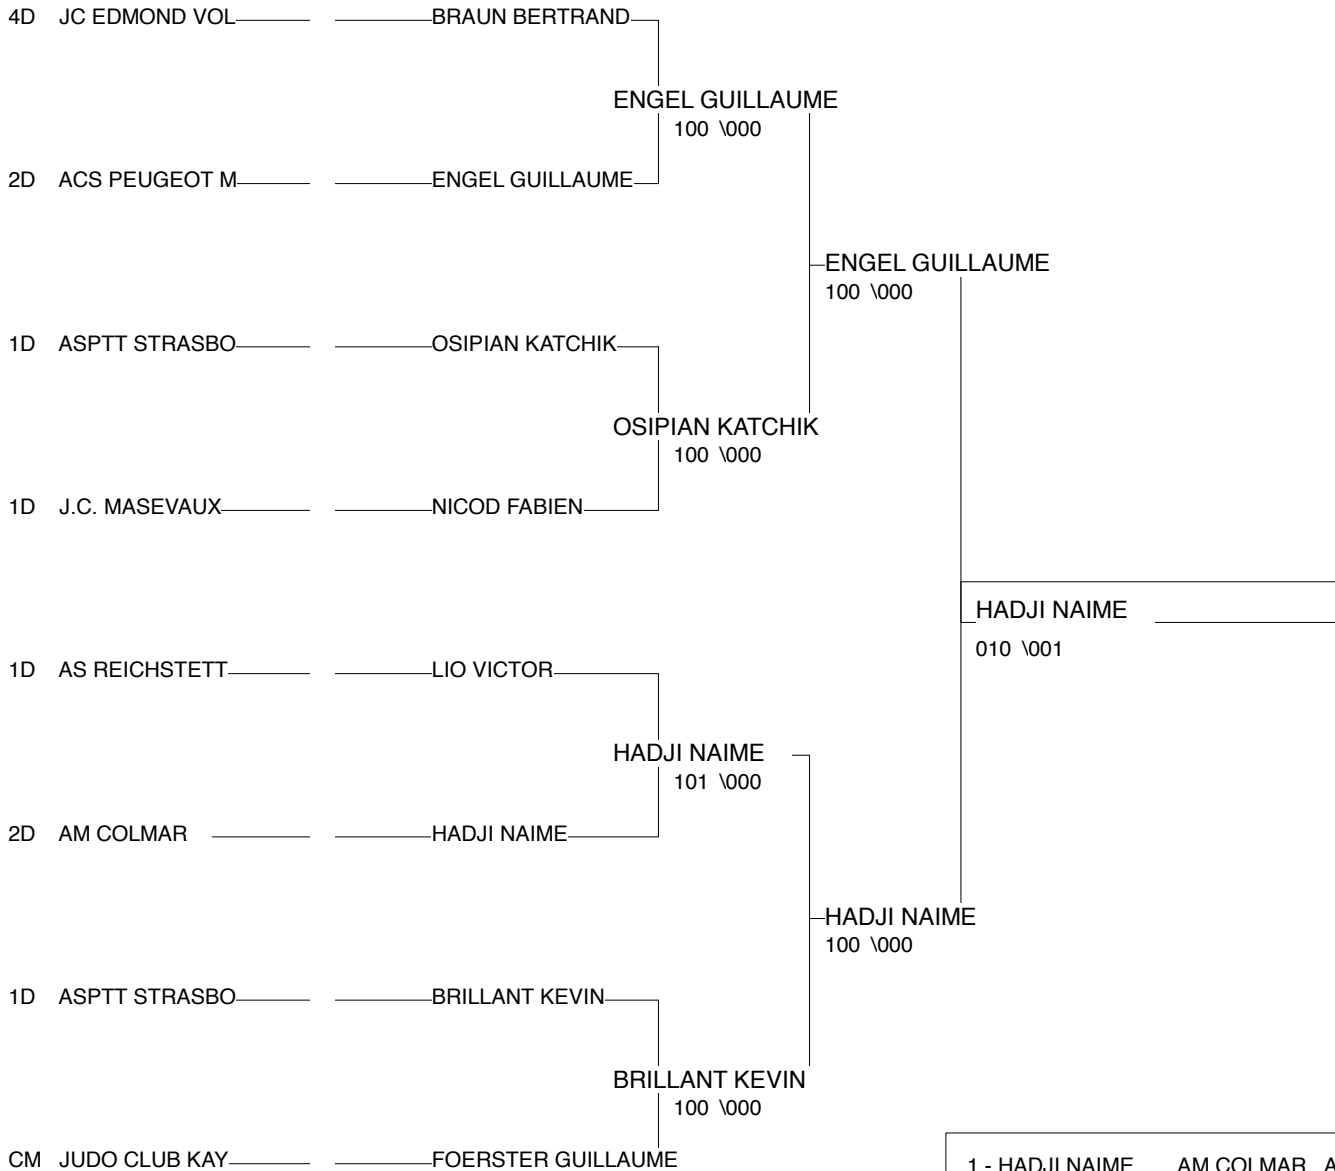 4D JC EDMOND VOL BRAUN BERTRAND
ENGEL GUILLAUME
100 \000
2D ACS PEUGEOT M ENGEL GUILLAUME
ENGEL GUILLAUME
100 \000
1D ASPTT STRASBO OSIPIAN KATCHIK
OSIPIAN KATCHIK
100 \000
1D J.C. MASEVAUX NICOD FABIEN
HADJI NAIME
010 \001
1D AS REICHSTETT LIO VICTOR
HADJI NAIME
101 \000
2D AM COLMAR HADJI NAIME
HADJI NAIME
100 \000
1D ASPTT STRASBO BRILLANT KEVIN
BRILLANT KEVIN
100 \000
CM JUDO CLUB KAY FOERSTER GUILLAUME
1 - HADJI NAIME AM COLMAR A